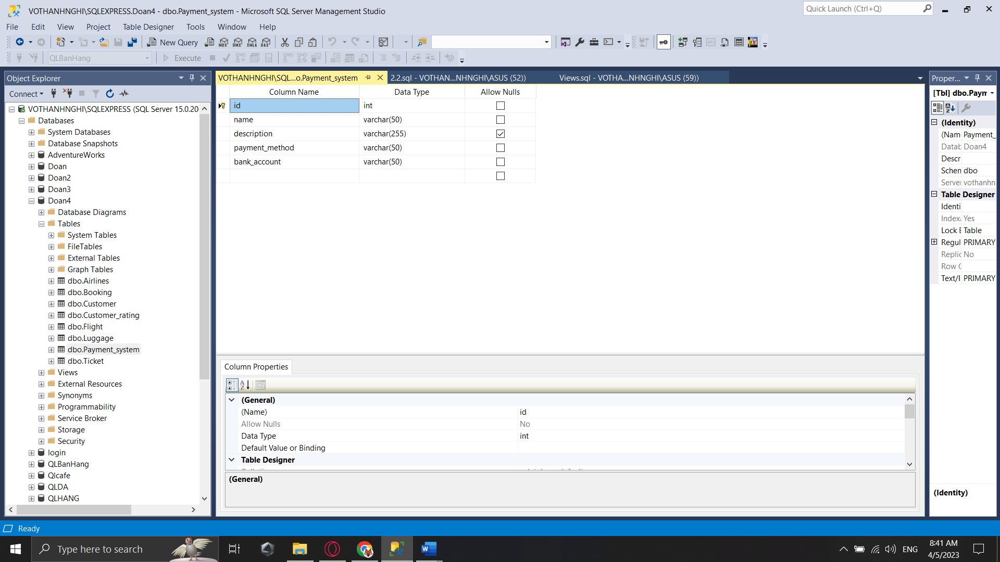 VOTHANHNGHI\SQLEXPRESS.Doan4 - dbo.Payment_system - Microsoft SQL Server Management Studio
Quick Launch (Ctrl+Q)
File Edit View Project Table Designer Tools Window Help
New Query
MDX DMX XMLA DAX
QLBanHang
Execute
Object Explorer
Connect
VOTHANHNGHI\SQLEXPRESS (SQL Server 15.0.20
Databases
System Databases
Database Snapshots
AdventureWorks
Doan
Doan2
Doan3
Doan4
Database Diagrams
Tables
System Tables
FileTables
External Tables
Graph Tables
dbo.Airlines
dbo.Booking
dbo.Customer
dbo.Customer_rating
dbo.Flight
dbo.Luggage
dbo.Payment_system
dbo.Ticket
Views
External Resources
Synonyms
Programmability
Service Broker
Storage
Security
login
QLBanHang
Qlcafe
QLDA
QLHANG
VOTHANHNGHI\SQL...o.Payment_system
2.2.sql - VOTHAN...NHNGHI\ASUS (52))
Views.sql - VOTHA...NHNGHI\ASUS (59))
Column Name Data Type Allow Nulls
id int
name varchar(50)
description varchar(255)
payment_method varchar(50)
bank_account varchar(50)
Column Properties
(General)
(Name) id
Allow Nulls No
Data Type int
Default Value or Binding
Table Designer
(General)
Proper...
[Tbl] dbo.Paym
(Identity)
(Nam Payment_
Datab Doan4
Descr
Schem dbo
Server vothanhn
Table Designer
Identi
Indexa Yes
Lock E Table
Regul PRIMARY
Replic No
Row G
Text/I PRIMARY
(Identity)
Ready
Type here to search
ENG
8:41 AM
4/5/2023